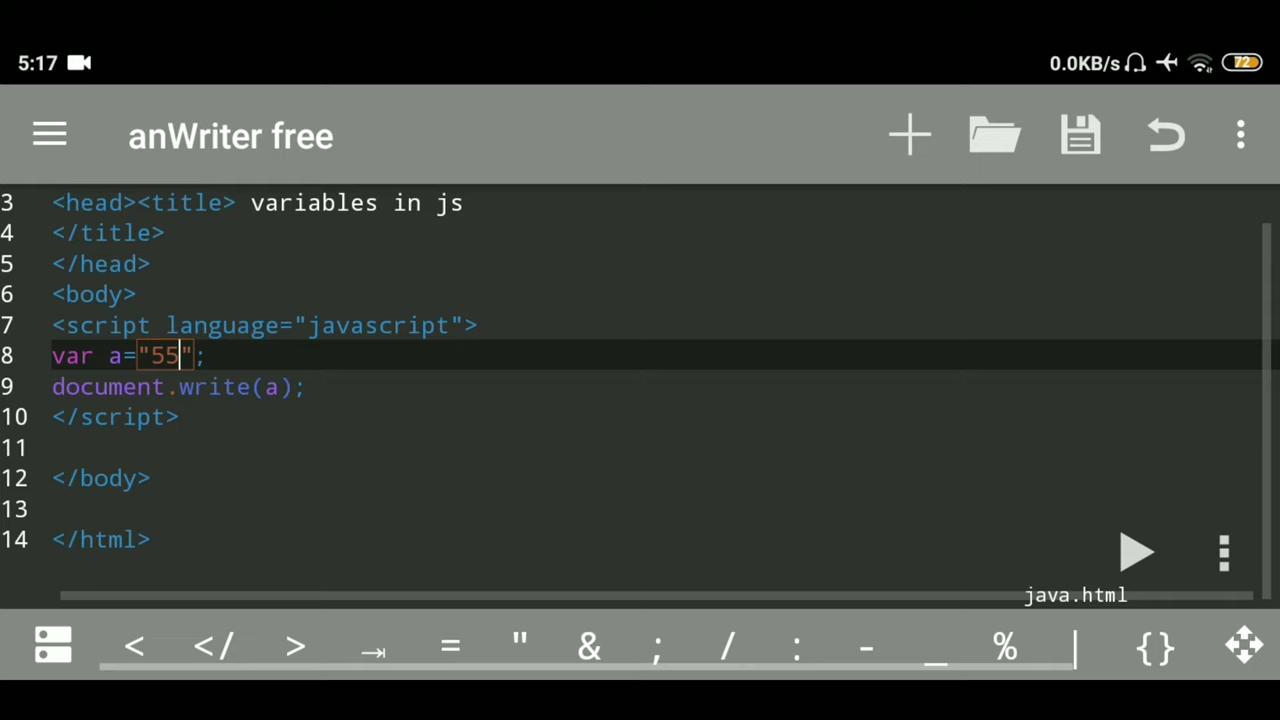 5:17
0.0KB/s 72
anWriter free
3 <head><title> variables in js
4 </title>
5 </head>
6 <body>
7 <script language="javascript">
8 var a="55";
9 document.write(a);
10 </script>
11
12 </body>
13
14 </html>
java.html
< </ > = " & ; / : - _ % | {}